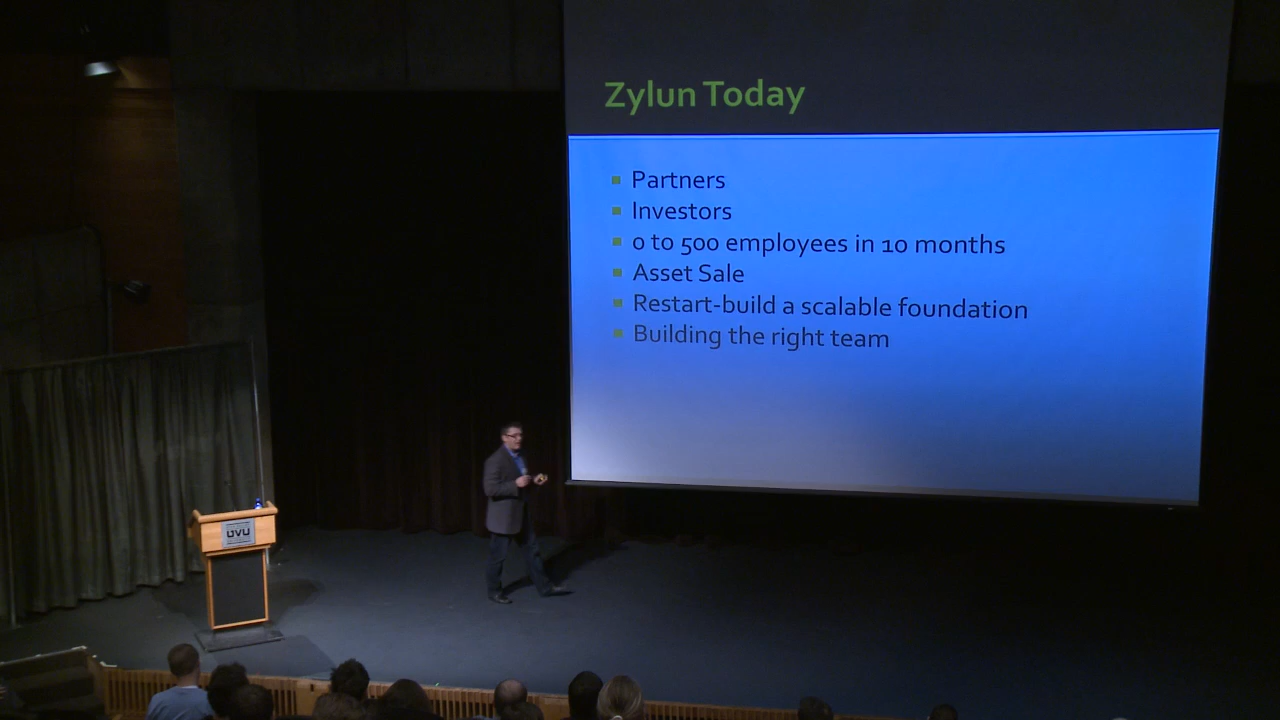 Zylun Today
Partners
Investors
0 to 500 employees in 10 months
Asset Sale
Restart-build a scalable foundation
Building the right team
UVU